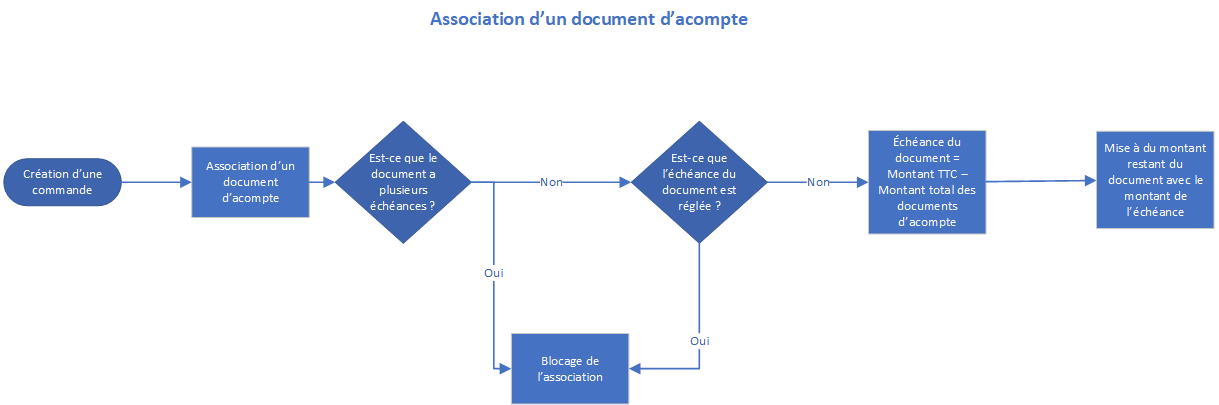 Association d’un document d’acompte
Création d’une
commande
Association d’un
document
d’acompte
Est-ce que le
document a
plusieurs
échéances ?
Non
Est-ce que
l’échéance du
document est
réglée ?
Non
Échéance du
document =
Montant TTC –
Montant total des
documents
d’acompte
Mise à du montant
restant du
document avec le
montant de
l’échéance
Oui
Oui
Blocage de
l’association